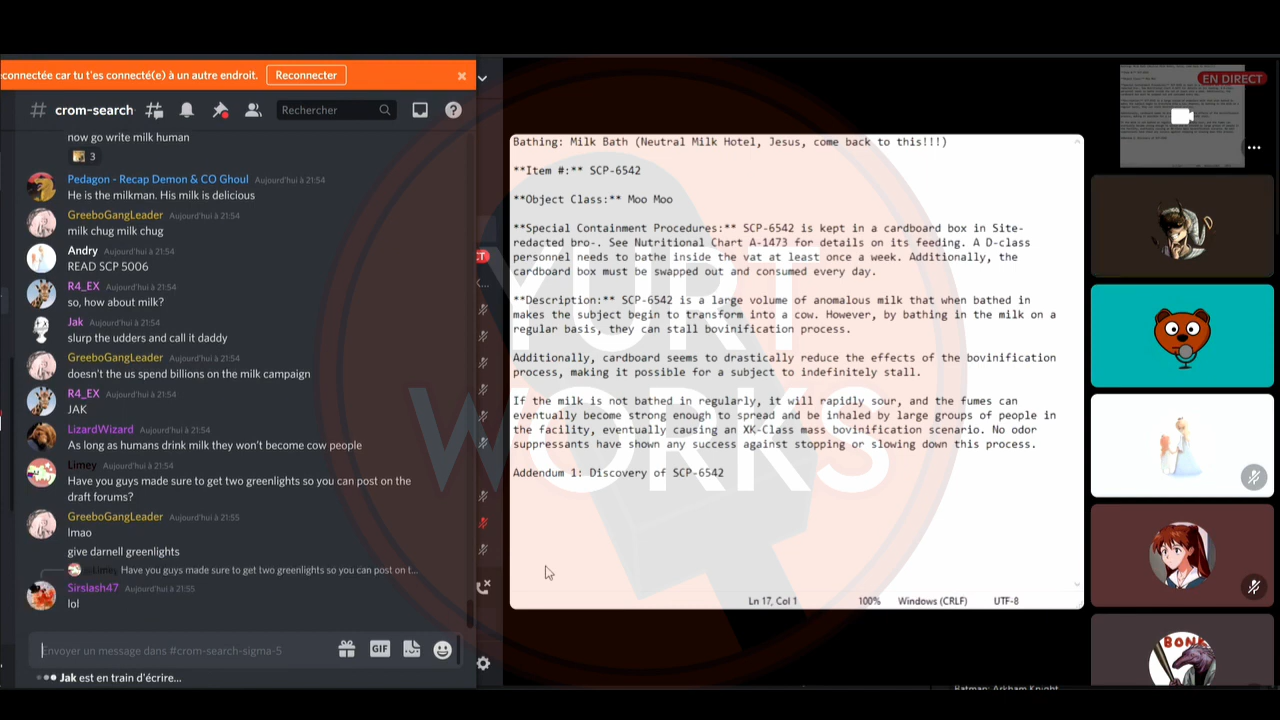 connectée car tu t'es connecté(e) à un autre endroit. Reconnecter
crom-search
Rechercher
now go write milk human
3
Pedagon - Recap Demon & CO Ghoul Aujourd'hui à 21:54
He is the milkman. His milk is delicious
GreeboGangLeader Aujourd'hui à 21:54
milk chug milk chug
Andry Aujourd'hui à 21:54
READ SCP 5006
R4_EX Aujourd'hui à 21:54
so, how about milk?
Jak Aujourd'hui à 21:54
slurp the udders and call it daddy
GreeboGangLeader Aujourd'hui à 21:54
doesn't the us spend billions on the milk campaign
R4_EX Aujourd'hui à 21:54
JAK
LizardWizard Aujourd'hui à 21:54
As long as humans drink milk they won't become cow people
Limey Aujourd'hui à 21:54
Have you guys made sure to get two greenlights so you can post on the
draft forums?
GreeboGangLeader Aujourd'hui à 21:55
lmao
give darnell greenlights
Limey Have you guys made sure to get two greenlights so you can post on t...
Sirslash47 Aujourd'hui à 21:55
lol
Envoyer un message dans #crom-search-sigma-5
GIF
Jak est en train d'écrire...
Bathing: Milk Bath (Neutral Milk Hotel, Jesus, come back to this!!!)
**Item #:** SCP-6542
**Object Class:** Moo Moo
**Special Containment Procedures:** SCP-6542 is kept in a cardboard box in Site-
redacted bro-. See Nutritional Chart A-1473 for details on its feeding. A D-class
personnel needs to bathe inside the vat at least once a week. Additionally, the
cardboard box must be swapped out and consumed every day.
**Description:** SCP-6542 is a large volume of anomalous milk that when bathed in
makes the subject begin to transform into a cow. However, by bathing in the milk on a
regular basis, they can stall bovinification process.
Additionally, cardboard seems to drastically reduce the effects of the bovinification
process, making it possible for a subject to indefinitely stall.
If the milk is not bathed in regularly, it will rapidly sour, and the fumes can
eventually become strong enough to spread and be inhaled by large groups of people in
the facility, eventually causing an XK-Class mass bovinification scenario. No odor
suppressants have shown any success against stopping or slowing down this process.
Addendum 1: Discovery of SCP-6542
Ln 17, Col 1 100% Windows (CRLF) UTF-8
YURT
WORKS
EN DIRECT
BONK
Batman: Arkham Knight